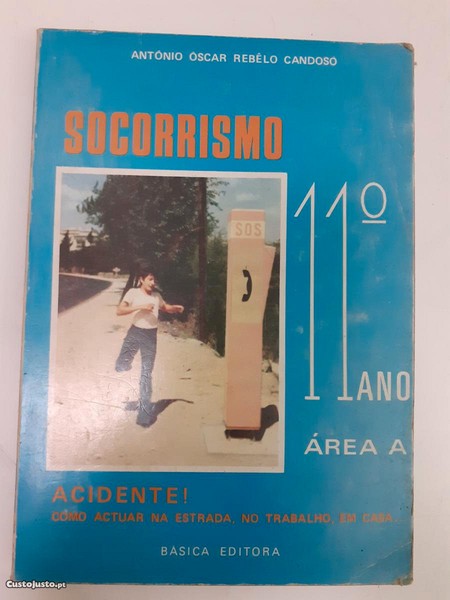 ANTÓNIO ÓSCAR REBÊLO CANDOSO
SOCORRISMO
SOS
11º
ANO
ÁREA A
ACIDENTE!
COMO ACTUAR NA ESTRADA, NO TRABALHO, EM CASA...
BÁSICA EDITORA
CustoJusto.pt